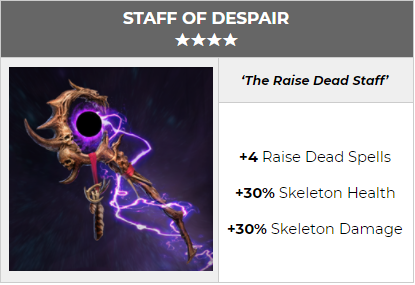 STAFF OF DESPAIR
★★★★
‘The Raise Dead Staff’
+4 Raise Dead Spells
+30% Skeleton Health
+30% Skeleton Damage